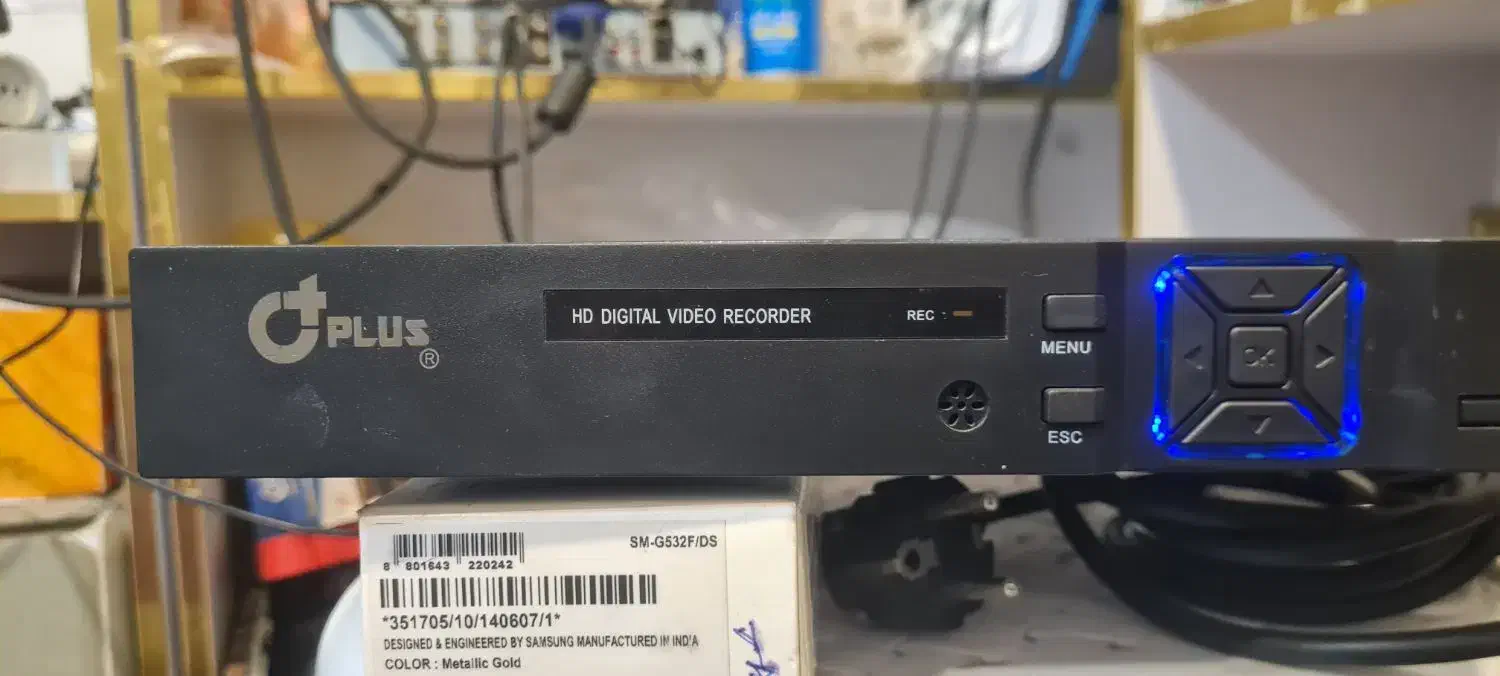 PLUS
®
HD DIGITAL VIDEO RECORDER
REC
MENU
ESC
OK
8 801643 220242
SM-G532F/DS
*351705/10/140607/1*
DESIGNED & ENGINEERED BY SAMSUNG MANUFACTURED IN INDIA
COLOR : Metallic Gold